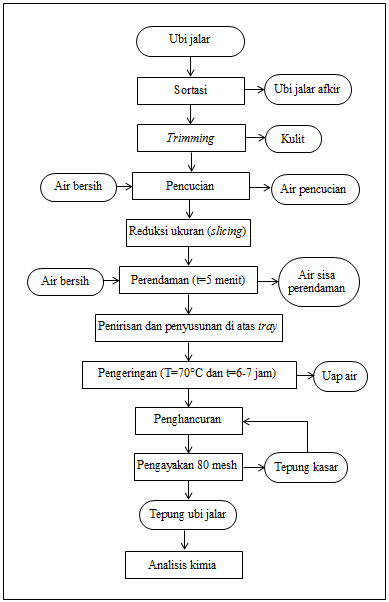 Ubi jalar
Sortasi
Ubi jalar afkir
Trimming
Kulit
Air bersih
Pencucian
Air pencucian
Reduksi ukuran (slicing)
Air bersih
Perendaman (t=5 menit)
Air sisa
perendaman
Penirisan dan penyusunan di atas tray
Pengeringan (T=70°C dan t=6-7 jam)
Uap air
Penghancuran
Pengayakan 80 mesh
Tepung kasar
Tepung ubi jalar
Analisis kimia